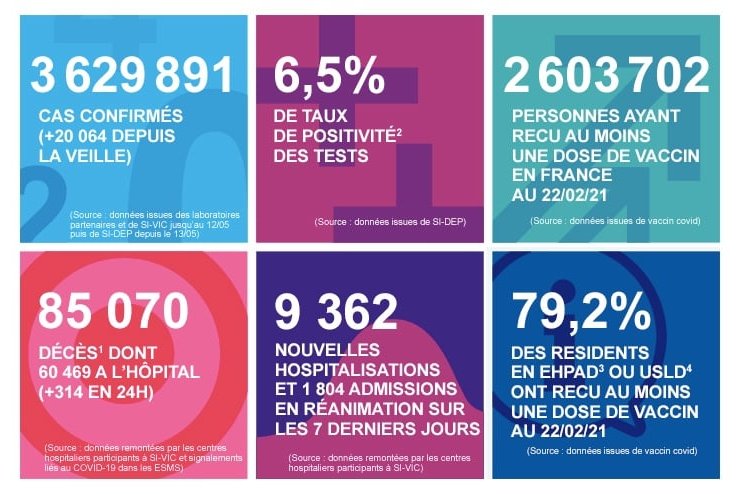 3 629 891
CAS CONFIRMÉS
(+20 064 DEPUIS
LA VEILLE)
(Source : données issues des laboratoires
partenaires et de SI-VIC jusqu'au 12/05
puis de SI-DEP depuis le 13/05)
6,5%
DE TAUX
DE POSITIVITÉ²
DES TESTS
(Source : données issues de SI-DEP)
2 603 702
PERSONNES AYANT
RECU AU MOINS
UNE DOSE DE VACCIN
EN FRANCE
AU 22/02/21
(Source : données issues de vaccin covid)
85 070
DÉCÈS¹ DONT
60 469 A L'HÔPITAL
(+314 EN 24H)
(Source : données remontées par les centres
hospitaliers participants à SI-VIC et signalements
liés au COVID-19 dans les ESMS)
9 362
NOUVELLES
HOSPITALISATIONS
ET 1 804 ADMISSIONS
EN RÉANIMATION SUR
LES 7 DERNIERS JOURS
(Source : données remontées par les centres
hospitaliers participants à SI-VIC)
79,2%
DES RESIDENTS
EN EHPAD³ OU USLD⁴
ONT RECU AU MOINS
UNE DOSE DE VACCIN
AU 22/02/21
(Source : données issues de vaccin covid)